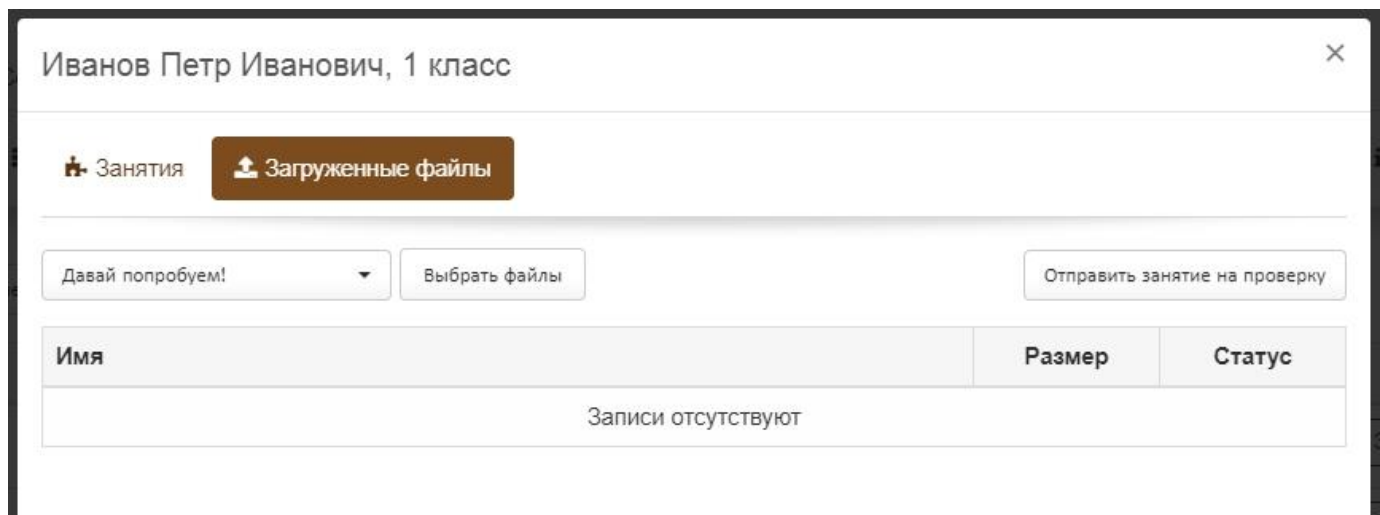 Иванов Петр Иванович, 1 класс
Занятия Загруженные файлы
Давай попробуем! Выбрать файлы Отправить занятие на проверку
Имя Размер Статус
Записи отсутствуют